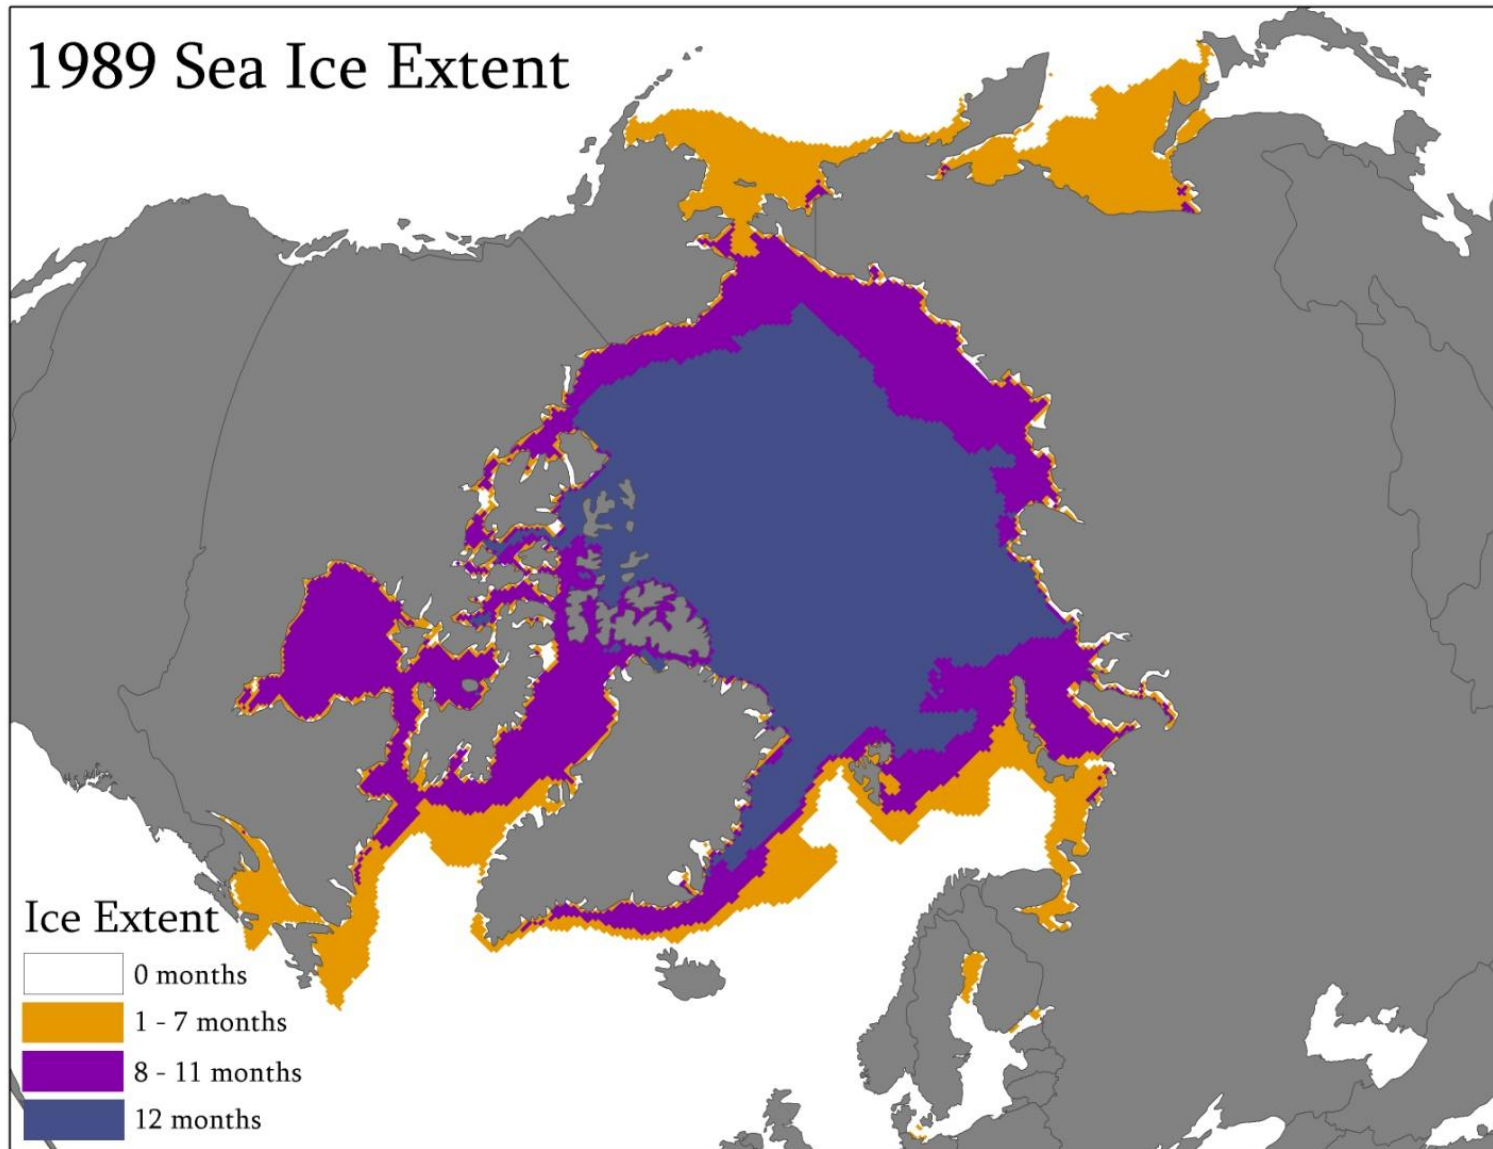 1989 Sea Ice Extent
Ice Extent
0 months
1 - 7 months
8 - 11 months
12 months